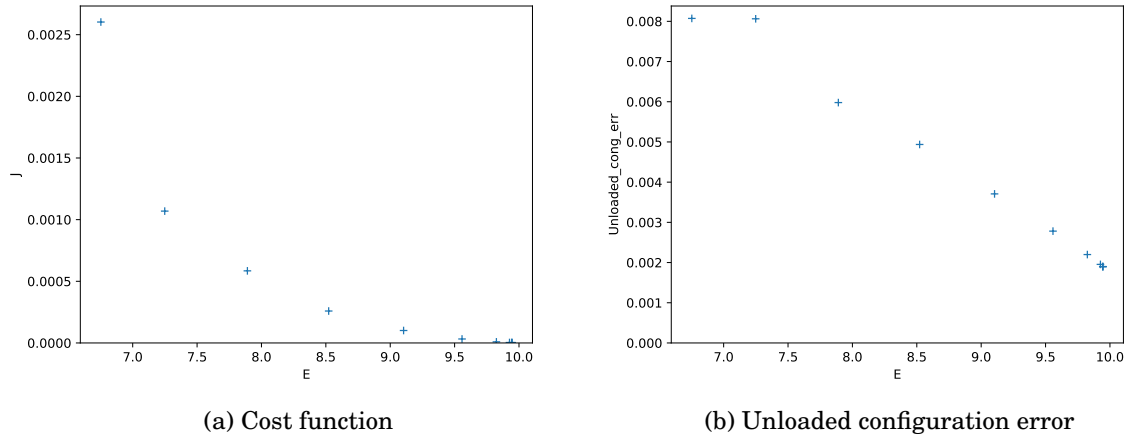 0.0025
0.0020
0.0015
0.0010
0.0005
0.0000
J
7.0 7.5 8.0 8.5 9.0 9.5 10.0
E
(a) Cost function
0.008
0.007
0.006
0.005
0.004
0.003
0.002
0.001
0.000
Unloaded_cong_err
7.0 7.5 8.0 8.5 9.0 9.5 10.0
E
(b) Unloaded configuration error